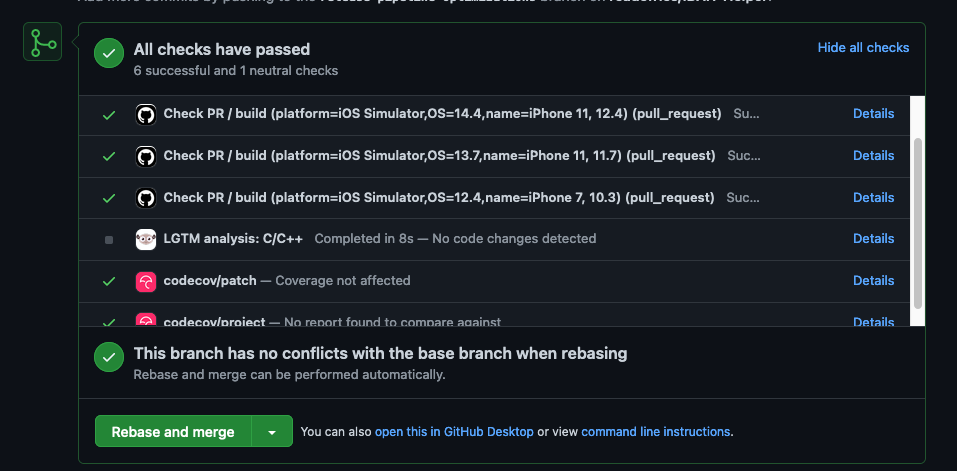 All checks have passed
Hide all checks
6 successful and 1 neutral checks
Check PR / build (platform=iOS Simulator,OS=14.4,name=iPhone 11, 12.4) (pull_request) Su...
Details
Check PR / build (platform=iOS Simulator,OS=13.7,name=iPhone 11, 11.7) (pull_request) Suc...
Details
Check PR / build (platform=iOS Simulator,OS=12.4,name=iPhone 7, 10.3) (pull_request) Suc...
Details
LGTM analysis: C/C++ Completed in 8s — No code changes detected
Details
codecov/patch — Coverage not affected
Details
codecov/project — No report found to compare against
Details
This branch has no conflicts with the base branch when rebasing
Rebase and merge can be performed automatically.
Rebase and merge
You can also open this in GitHub Desktop or view command line instructions.